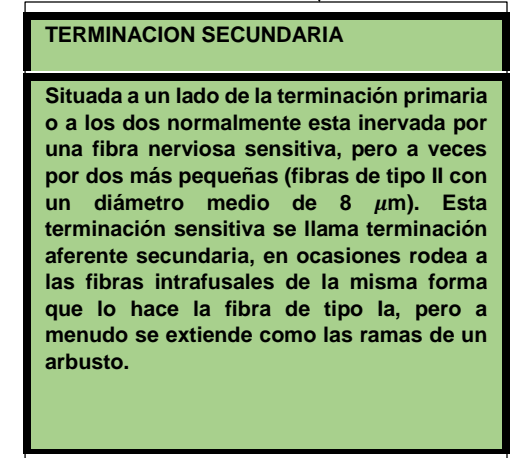 TERMINACION SECUNDARIA
Situada a un lado de la terminación primaria
o a los dos normalmente esta inervada por
una fibra nerviosa sensitiva, pero a veces
por dos más pequeñas (fibras de tipo II con
un diámetro medio de 8 𝜇m). Esta
terminación sensitiva se llama terminación
aferente secundaria, en ocasiones rodea a
las fibras intrafusales de la misma forma
que lo hace la fibra de tipo Ia, pero a
menudo se extiende como las ramas de un
arbusto.